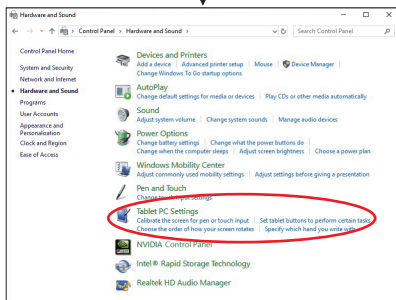 Hardware and Sound
Control Panel > Hardware and Sound >
Search Control Panel
Control Panel Home
System and Security
Network and Internet
Hardware and Sound
Programs
User Accounts
Appearance and
Personalization
Clock and Region
Ease of Access
Devices and Printers
Add a device | Advanced printer setup | Mouse | Device Manager |
Change Windows To Go startup options
AutoPlay
Change default settings for media or devices | Play CDs or other media automatically
Sound
Adjust system volume | Change system sounds | Manage audio devices
Power Options
Change battery settings | Change what the power buttons do |
Change when the computer sleeps | Adjust screen brightness | Choose a power plan
Windows Mobility Center
Adjust commonly used mobility settings | Adjust settings before giving a presentation
Pen and Touch
Change touch input settings
Tablet PC Settings
Calibrate the screen for pen or touch input | Set tablet buttons to perform certain tasks
Choose the order of how your screen rotates | Specify which hand you write with
NVIDIA Control Panel
Intel® Rapid Storage Technology
Realtek HD Audio Manager